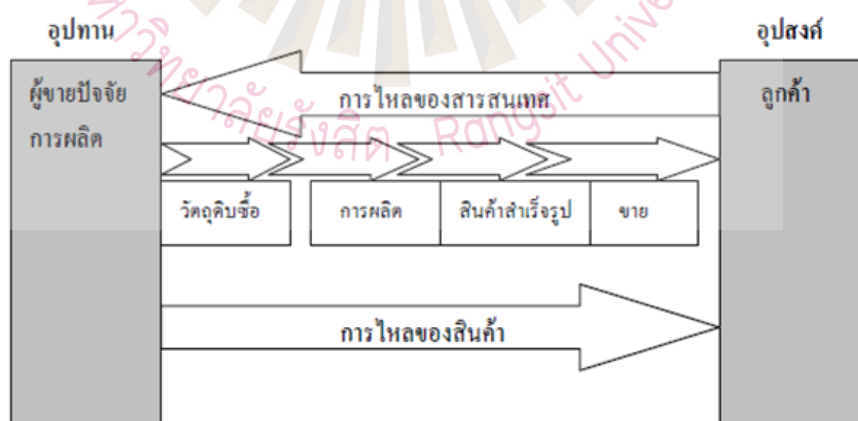 อุปทาน
อุปสงค์
ผู้ขายปัจจัย
การผลิต
การไหลของสารสนเทศ
ลูกค้า
วัตถุดิบซื้อ
การผลิต
สินค้าสำเร็จรูป
ขาย
การไหลของสินค้า
Rangsit